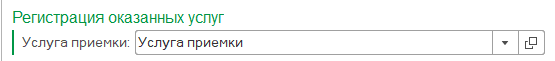 Регистрация оказанных услуг
Услуга приемки: Услуга приемки